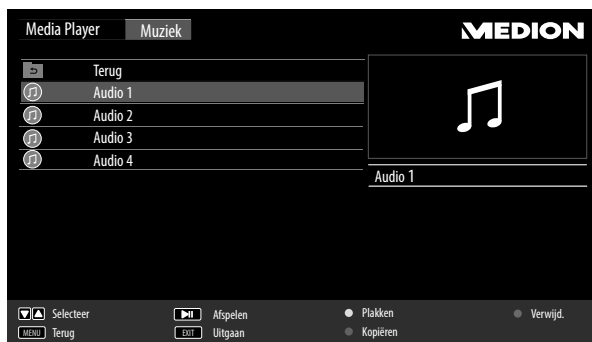 Media Player Muziek MEDION
Terug
Audio 1
Audio 2
Audio 3
Audio 4
Audio 1
Selecteer Afspelen Plakken Verwijd.
MENU Terug EXIT Uitgaan Kopiëren